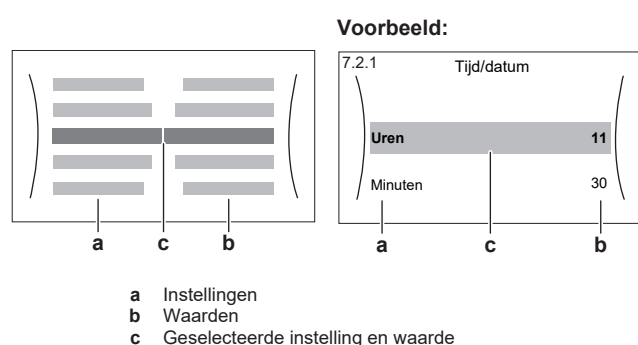 Voorbeeld:
7.2.1 Tijd/datum
Uren 11
Minuten 30
a c b
a c b
a Instellingen
b Waarden
c Geselecteerde instelling en waarde